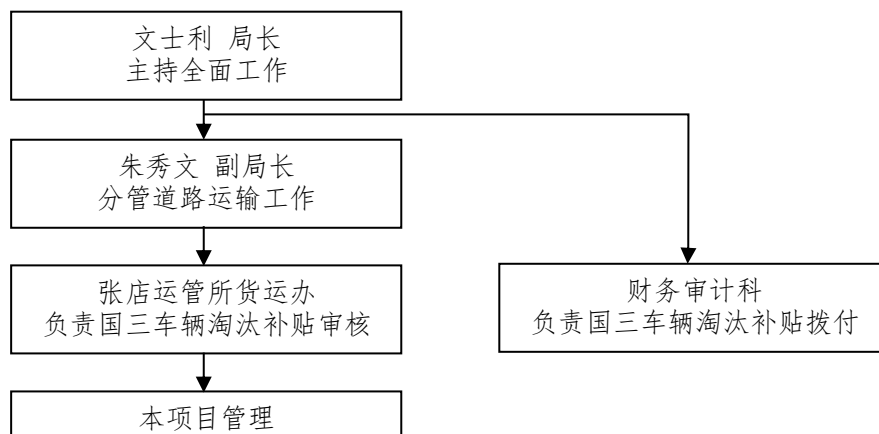 文士利 局长
主持全面工作
朱秀文 副局长
分管道路运输工作
张店运管所货运办
负责国三车辆淘汰补贴审核
财务审计科
负责国三车辆淘汰补贴拨付
本项目管理